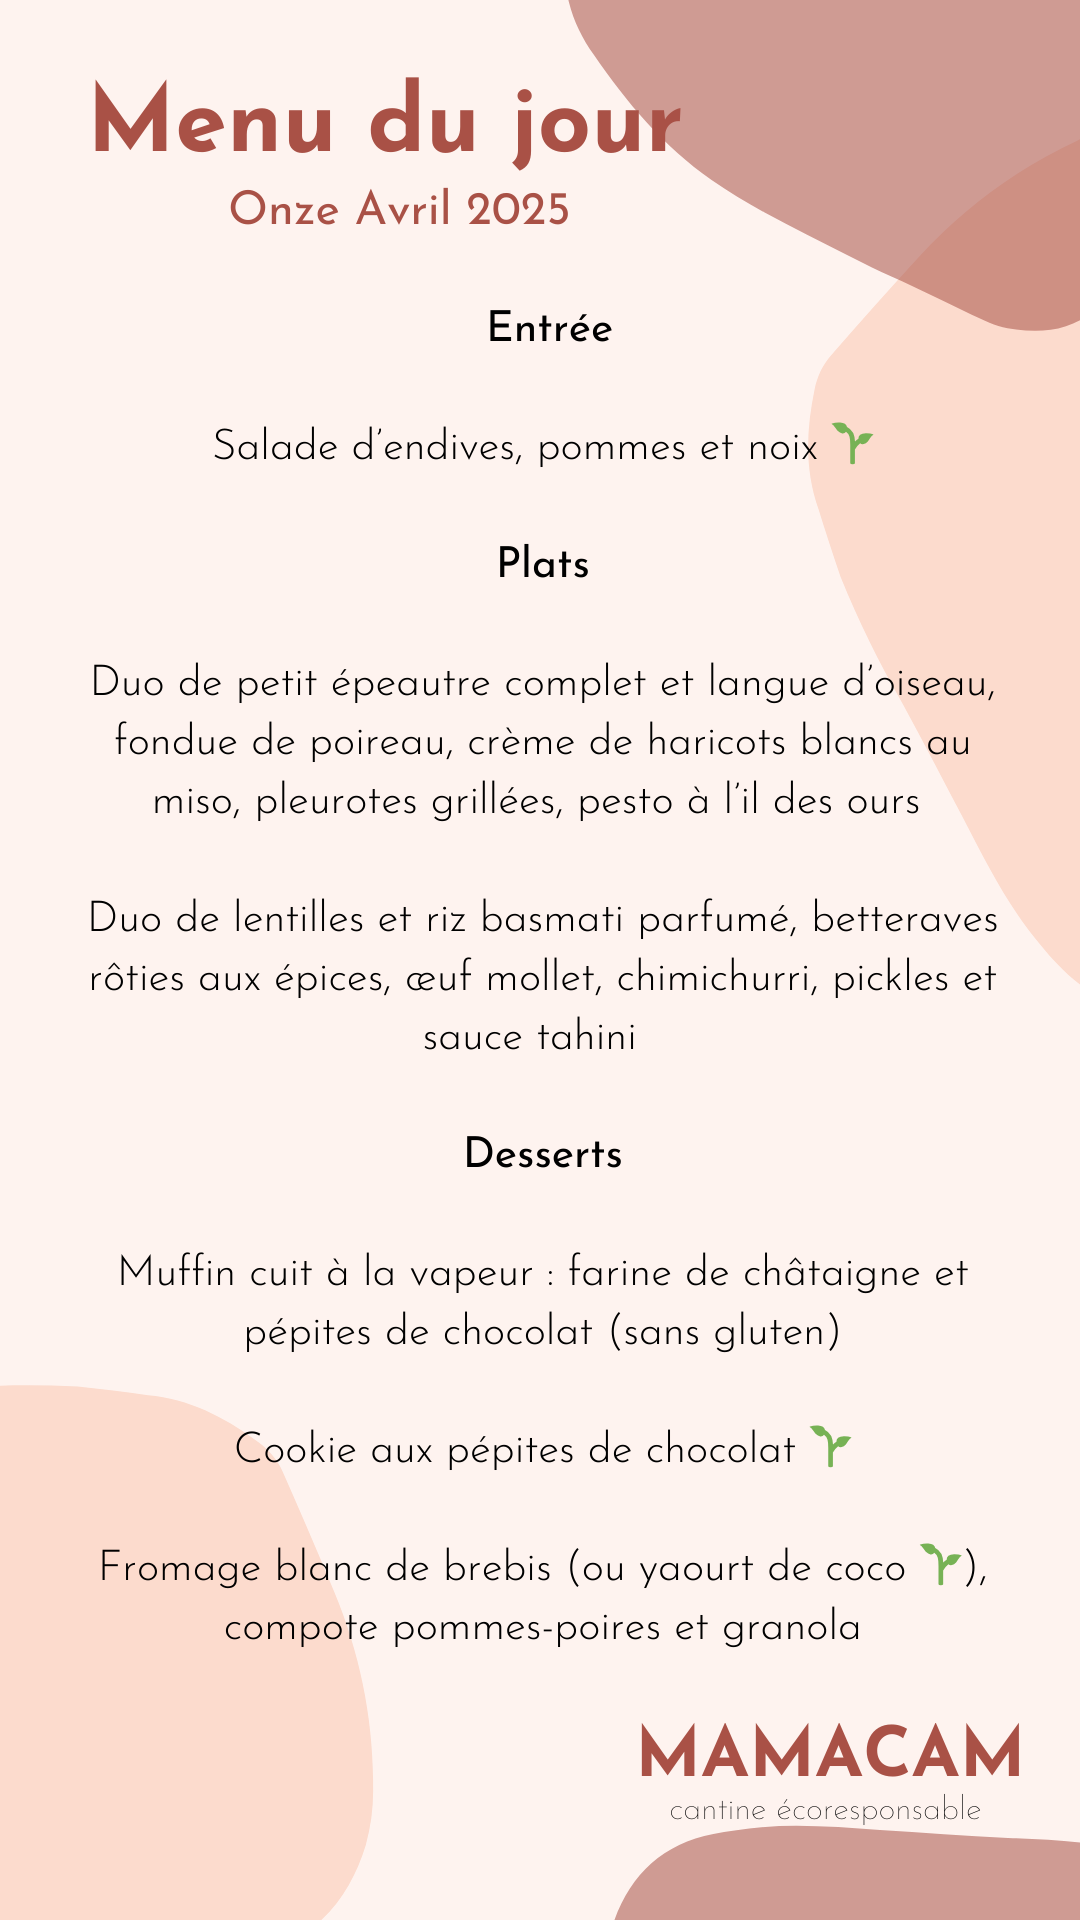 Menu du jour
Onze Avril 2025
Entrée
Salade d’endives, pommes et noix 🌱
Plats
Duo de petit épeautre complet et langue d’oiseau,
fondue de poireau, crème de haricots blancs au
miso, pleurotes grillées, pesto à l’il des ours
Duo de lentilles et riz basmati parfumé, betteraves
rôties aux épices, œuf mollet, chimichurri, pickles et
sauce tahini
Desserts
Muffin cuit à la vapeur : farine de châtaigne et
pépites de chocolat (sans gluten)
Cookie aux pépites de chocolat 🌱
Fromage blanc de brebis (ou yaourt de coco 🌱),
compote pommes-poires et granola
MAMACAM
cantine écoresponsable